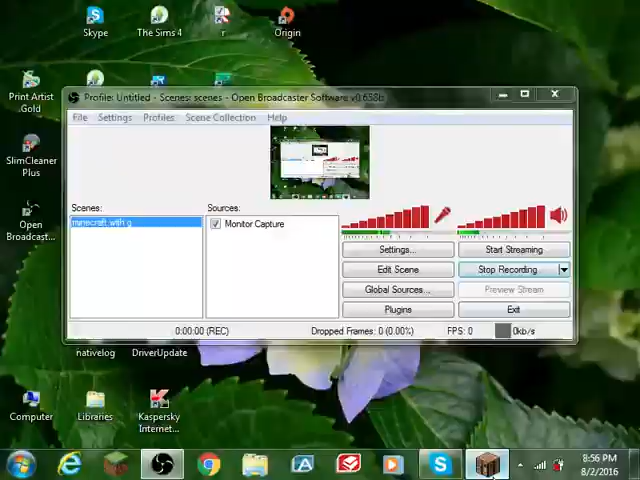 Skype
The Sims 4
r
Origin
Print Artist
Gold
Profile: Untitled - Scenes: scenes - Open Broadcaster Software v0.658b
File Settings Profiles Scene Collection Help
SlimCleaner
Plus
Scenes:
Sources:
minecraft with g
Monitor Capture
Open
Broadcast...
Settings...
Start Streaming
Edit Scene
Stop Recording
Global Sources...
Preview Stream
Plugins
Exit
0:00:00 (REC)
Dropped Frames: 0 (0.00%)
FPS: 0
0kb/s
nativelog
DriverUpdate
Computer
Libraries
Kaspersky
Internet...
8:56 PM
8/2/2016